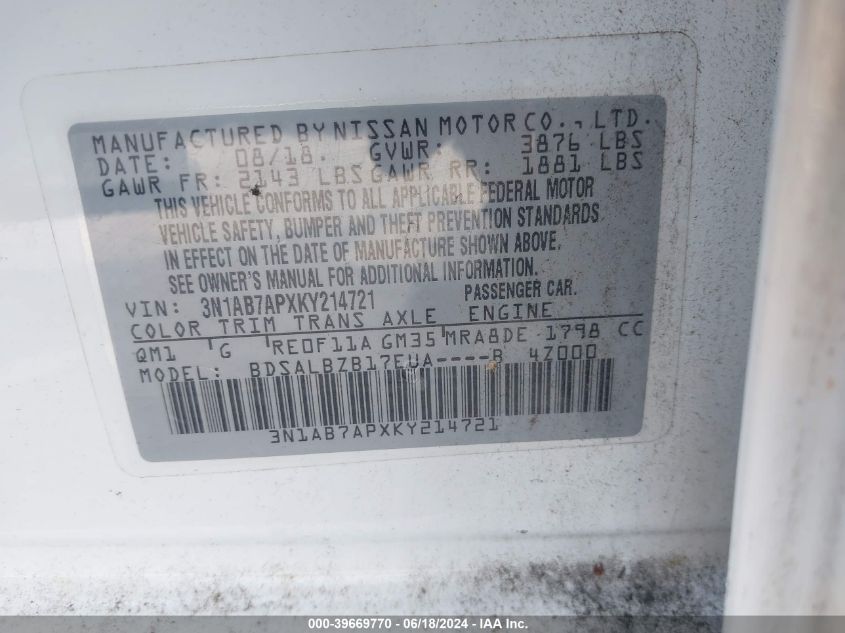 MANUFACTURED BY NISSAN MOTOR CO., LTD.
DATE: 08/18. GVWR: 3876 LBS
GAWR FR: 2143 LBS GAWR RR: 1881 LBS
THIS VEHICLE CONFORMS TO ALL APPLICABLE FEDERAL MOTOR
VEHICLE SAFETY, BUMPER AND THEFT PREVENTION STANDARDS
IN EFFECT ON THE DATE OF MANUFACTURE SHOWN ABOVE.
SEE OWNER'S MANUAL FOR ADDITIONAL INFORMATION.
VIN: 3N1AB7APXKY214721 PASSENGER CAR.
COLOR TRIM TRANS AXLE ENGINE
QM1 G RE0F11A GM35 MRA8DE 1798 CC
MODEL: BDSALBZB17EUA----B 4Z000
3N1AB7APXKY214721
000-39669770 - 06/18/2024 - IAA Inc.